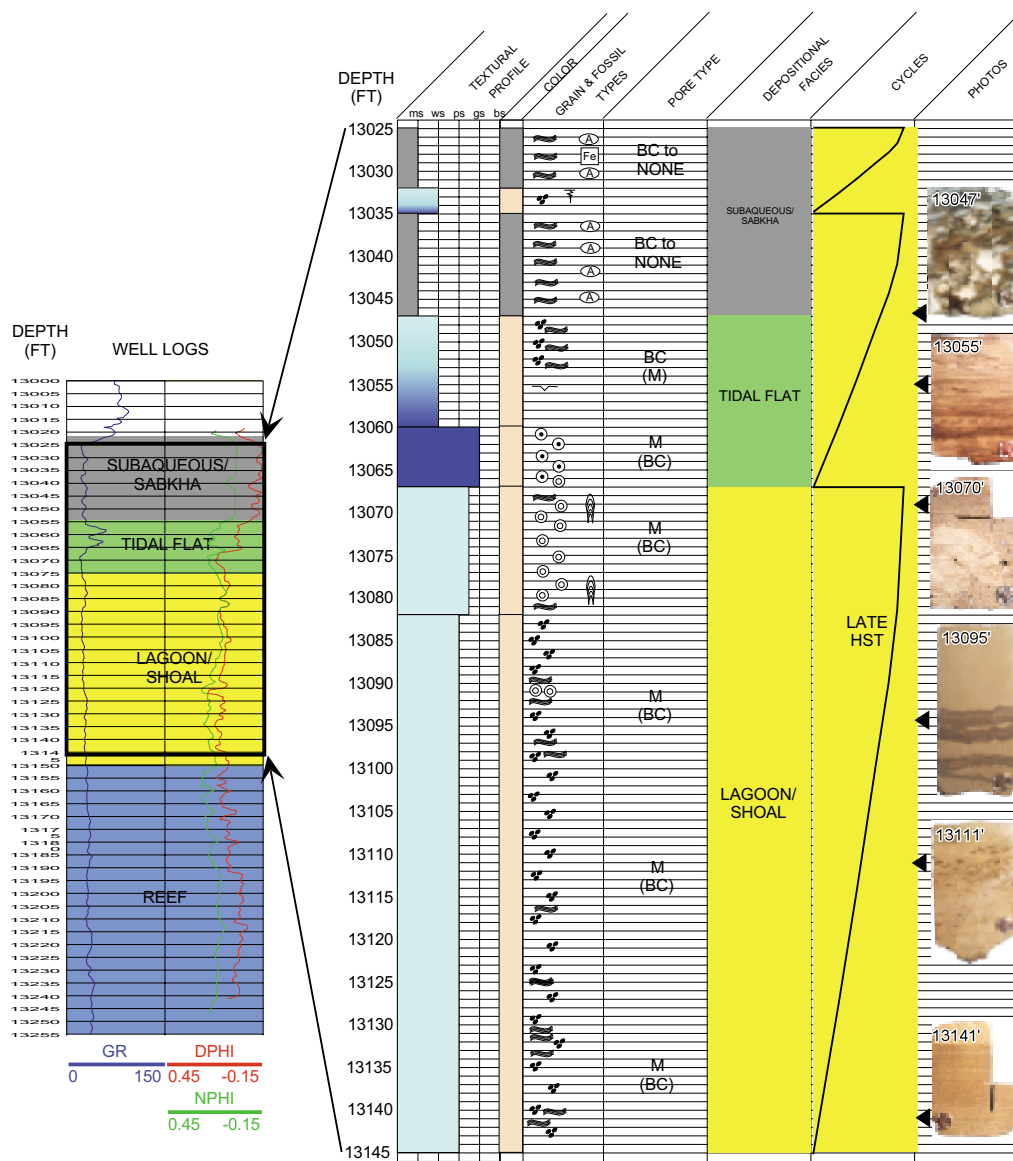 DEPTH
(FT)
WELL LOGS
13000
13005
13010
13015
13020
13025
13030
13035
13040
13045
13050
13055
13060
13065
13070
13075
13080
13085
13090
13095
13100
13105
13110
13115
13120
13125
13130
13135
13140
1314
5
13150
13155
13160
13165
13170
1317
5
1318
0
13185
13190
13195
13200
13205
13210
13215
13220
13225
13230
13235
13240
13245
13250
13255
SUBAQUEOUS/
SABKHA
TIDAL FLAT
LAGOON/
SHOAL
REEF
GR
0 150
DPHI
0.45 -0.15
NPHI
0.45 -0.15
DEPTH
(FT)
TEXTURAL
PROFILE
COLOR
GRAIN & FOSSIL
TYPES
PORE TYPE
DEPOSITIONAL
FACIES
CYCLES
PHOTOS
ms ws ps gs bs
13025
13030
13035
13040
13045
13050
13055
13060
13065
13070
13075
13080
13085
13090
13095
13100
13105
13110
13115
13120
13125
13130
13135
13140
13145
A
Fe
A
A
A
A
A
BC to
NONE
BC to
NONE
BC
(M)
M
(BC)
M
(BC)
M
(BC)
M
(BC)
M
(BC)
SUBAQUEOUS/
SABKHA
TIDAL FLAT
LAGOON/
SHOAL
LATE
HST
13047'
13055'
13070'
13095'
13111'
13141'